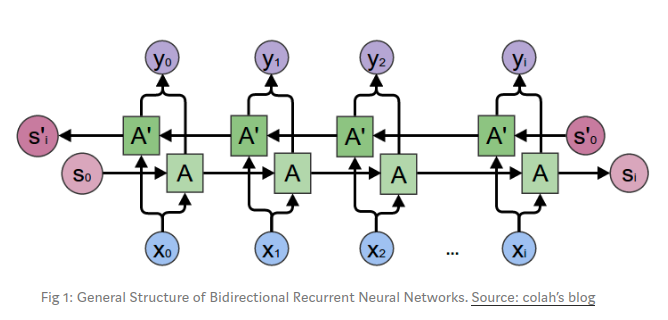 y₀ y₁ y₂ yᵢ
s'ᵢ A' A' A' A' s'₀
s₀ A A A A sᵢ
x₀ x₁ x₂ ... xᵢ
Fig 1: General Structure of Bidirectional Recurrent Neural Networks. Source: colah's blog